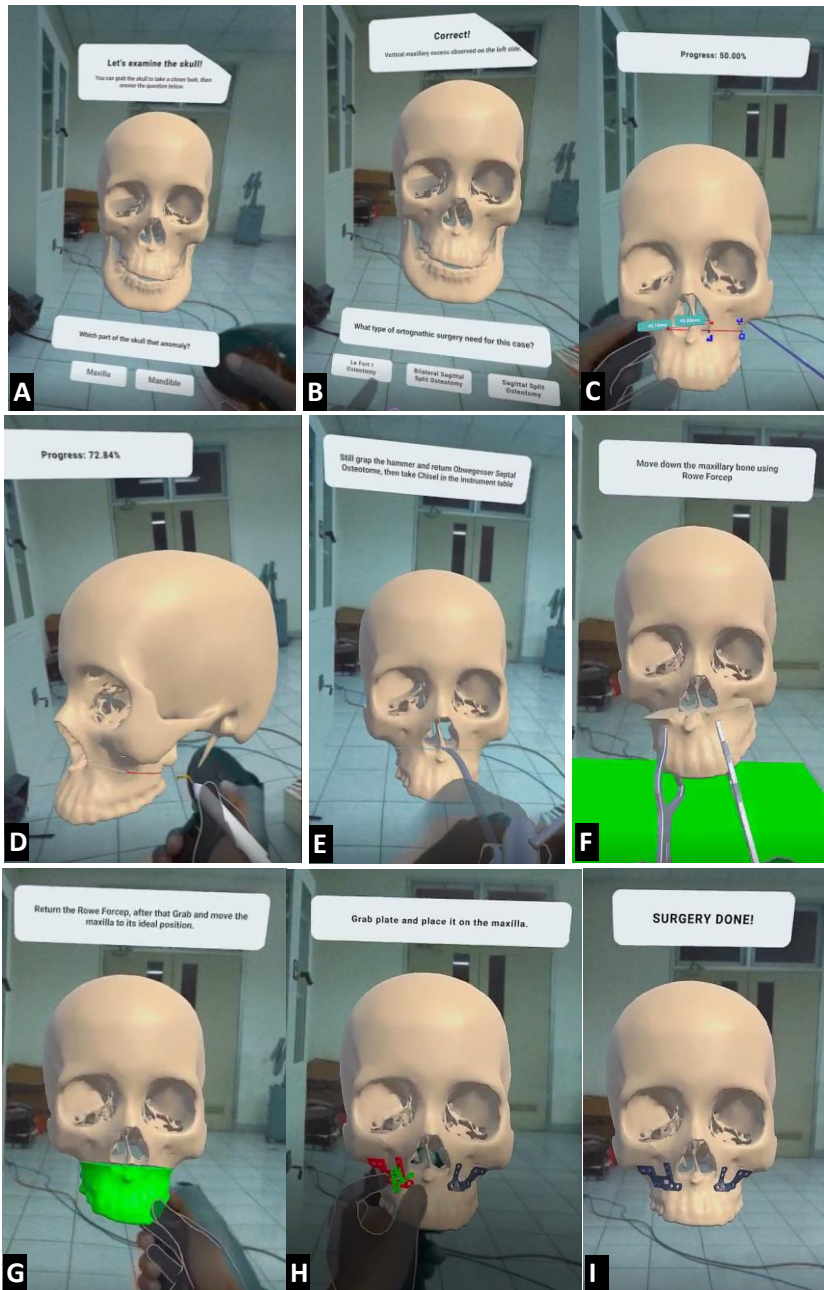 Let's examine the skull!
You can grab the skull to take a closer look, then
answer the question below.
Which part of the skull that anomaly?
Maxilla
Mandible
A
Correct!
Vertical maxillary excess observed on the left side.
What type of ortognathic surgery need for this case?
Le Fort I
Osteotomy
Bilateral Sagittal
Split Osteotomy
Sagittal Split
Osteotomy
B
Progress: 50.00%
C
Progress: 72.84%
D
Still grap the hammer and return Obwegesser Septal
Osteotome, then take Chisel in the instrument table
E
Move down the maxillary bone using
Rowe Forcep
F
Return the Rowe Forcep, after that Grab and move the
maxilla to its ideal position.
G
Grab plate and place it on the maxilla.
H
SURGERY DONE!
I